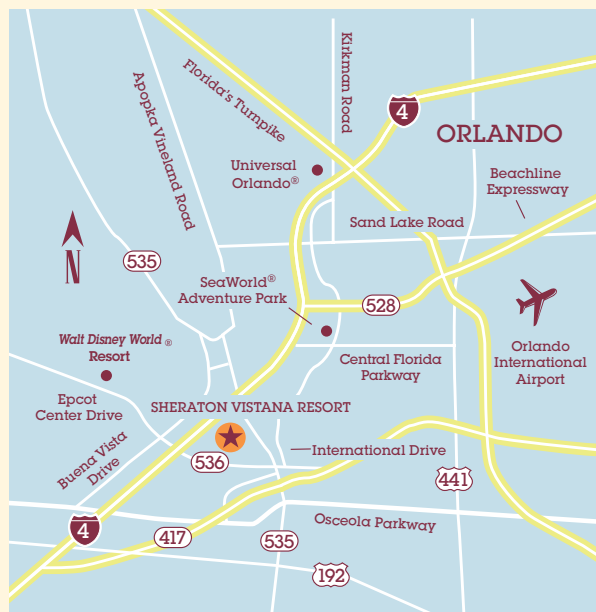 Kirkman Road
Florida's Turnpike
Apopka Vineland Road
4
ORLANDO
Universal
Orlando®
Beachline
Expressway
Sand Lake Road
N
535
SeaWorld®
Adventure Park
528
Walt Disney World ®
Resort
Central Florida
Parkway
Orlando
International
Airport
Epcot
Center Drive
SHERATON VISTANA RESORT
Buena Vista
Drive
536
International Drive
441
4
417
535
Osceola Parkway
192